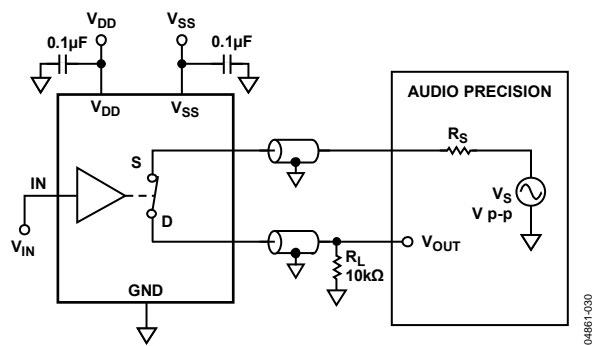 VDD
VSS
0.1µF
0.1µF
VDD
VSS
AUDIO PRECISION
RS
S
IN
VS
V p-p
D
VIN
VOUT
RL
10kΩ
GND
04861-030